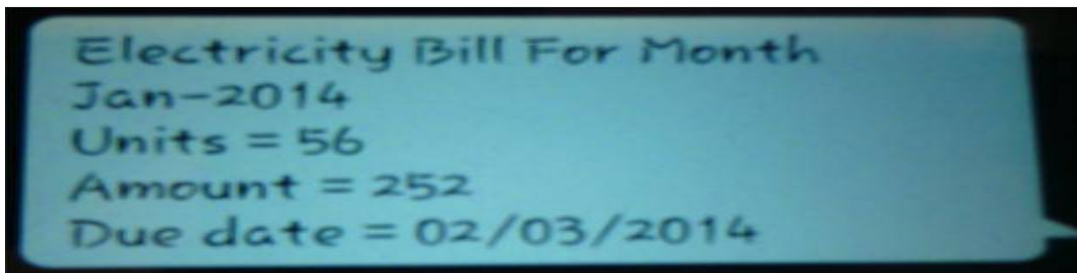 Electricity Bill For Month
Jan-2014
Units = 56
Amount = 252
Due date = 02/03/2014